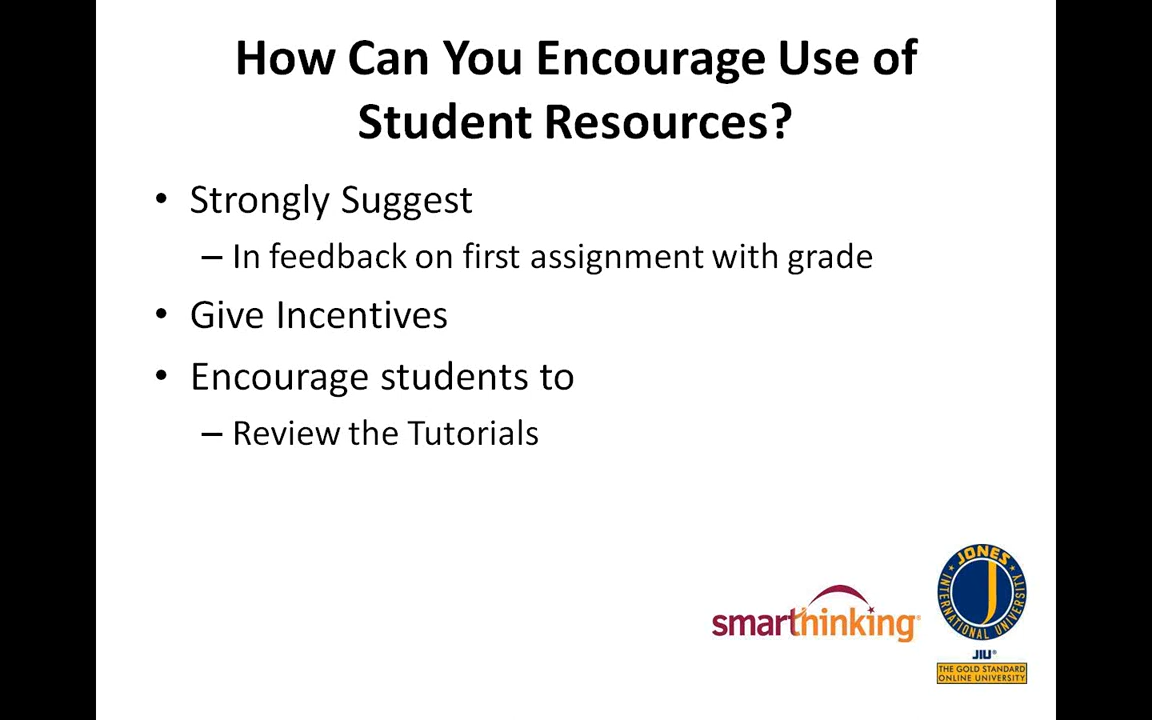 How Can You Encourage Use of
Student Resources?
• Strongly Suggest
– In feedback on first assignment with grade
• Give Incentives
• Encourage students to
– Review the Tutorials
smarthinking®
JONES
INTERNATIONAL UNIVERSITY
J
JIU®
THE GOLD STANDARD
ONLINE UNIVERSITY